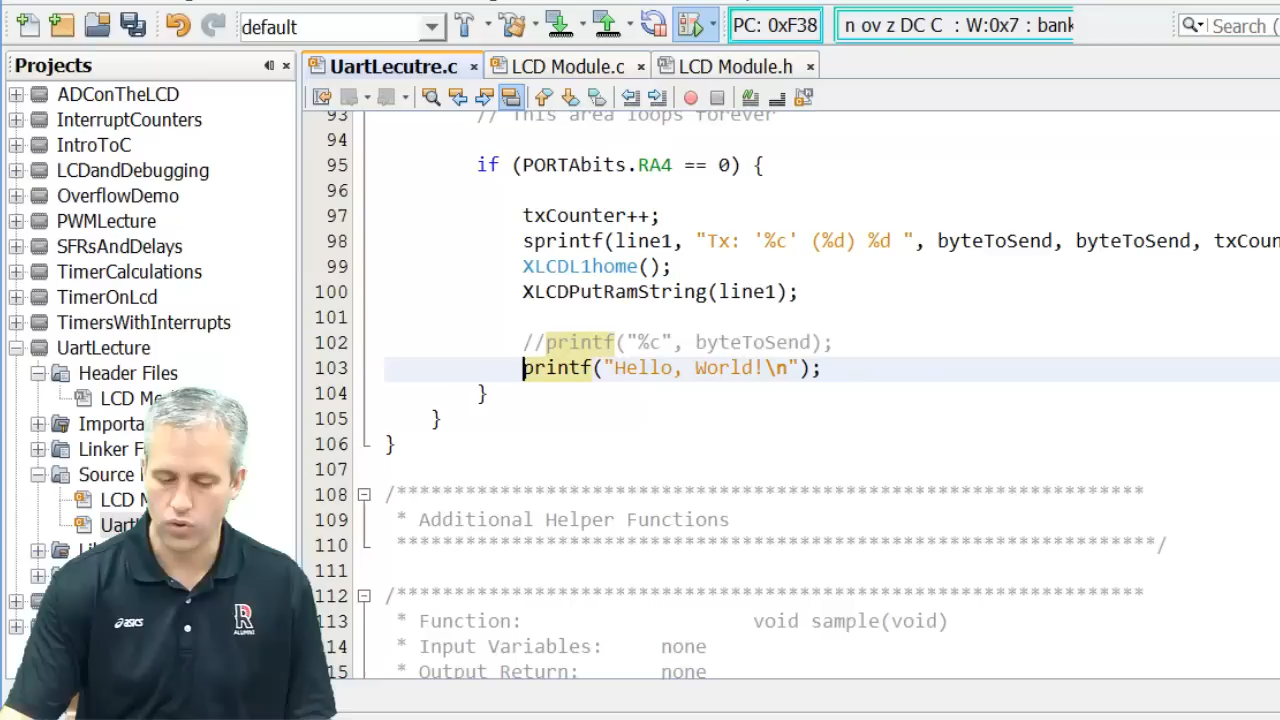 default
PC: 0xF38
n ov z DC C : W:0x7 : bank
Search (
Projects
UartLecutre.c
LCD Module.c
LCD Module.h
ADConTheLCD
InterruptCounters
IntroToC
LCDandDebugging
OverflowDemo
PWMLecture
SFRsAndDelays
TimerCalculations
TimerOnLcd
TimersWithInterrupts
UartLecture
Header Files
LCD M
Importa
Linker F
Source
LCD M
Uart
93 // This area loops forever
94
95 if (PORTAbits.RA4 == 0) {
96
97 txCounter++;
98 sprintf(line1, "Tx: '%c' (%d) %d ", byteToSend, byteToSend, txCoun
99 XLCDL1home();
100 XLCDPutRamString(line1);
101
102 //printf("%c", byteToSend);
103 printf("Hello, World!\n");
104 }
105 }
106 }
107
108 /*****************************************************************
109 * Additional Helper Functions
110 ******************************************************************/
111
112 /*****************************************************************
113 * Function: void sample(void)
114 * Input Variables: none
115 * Output Return: none
asics
R
ALUMNI